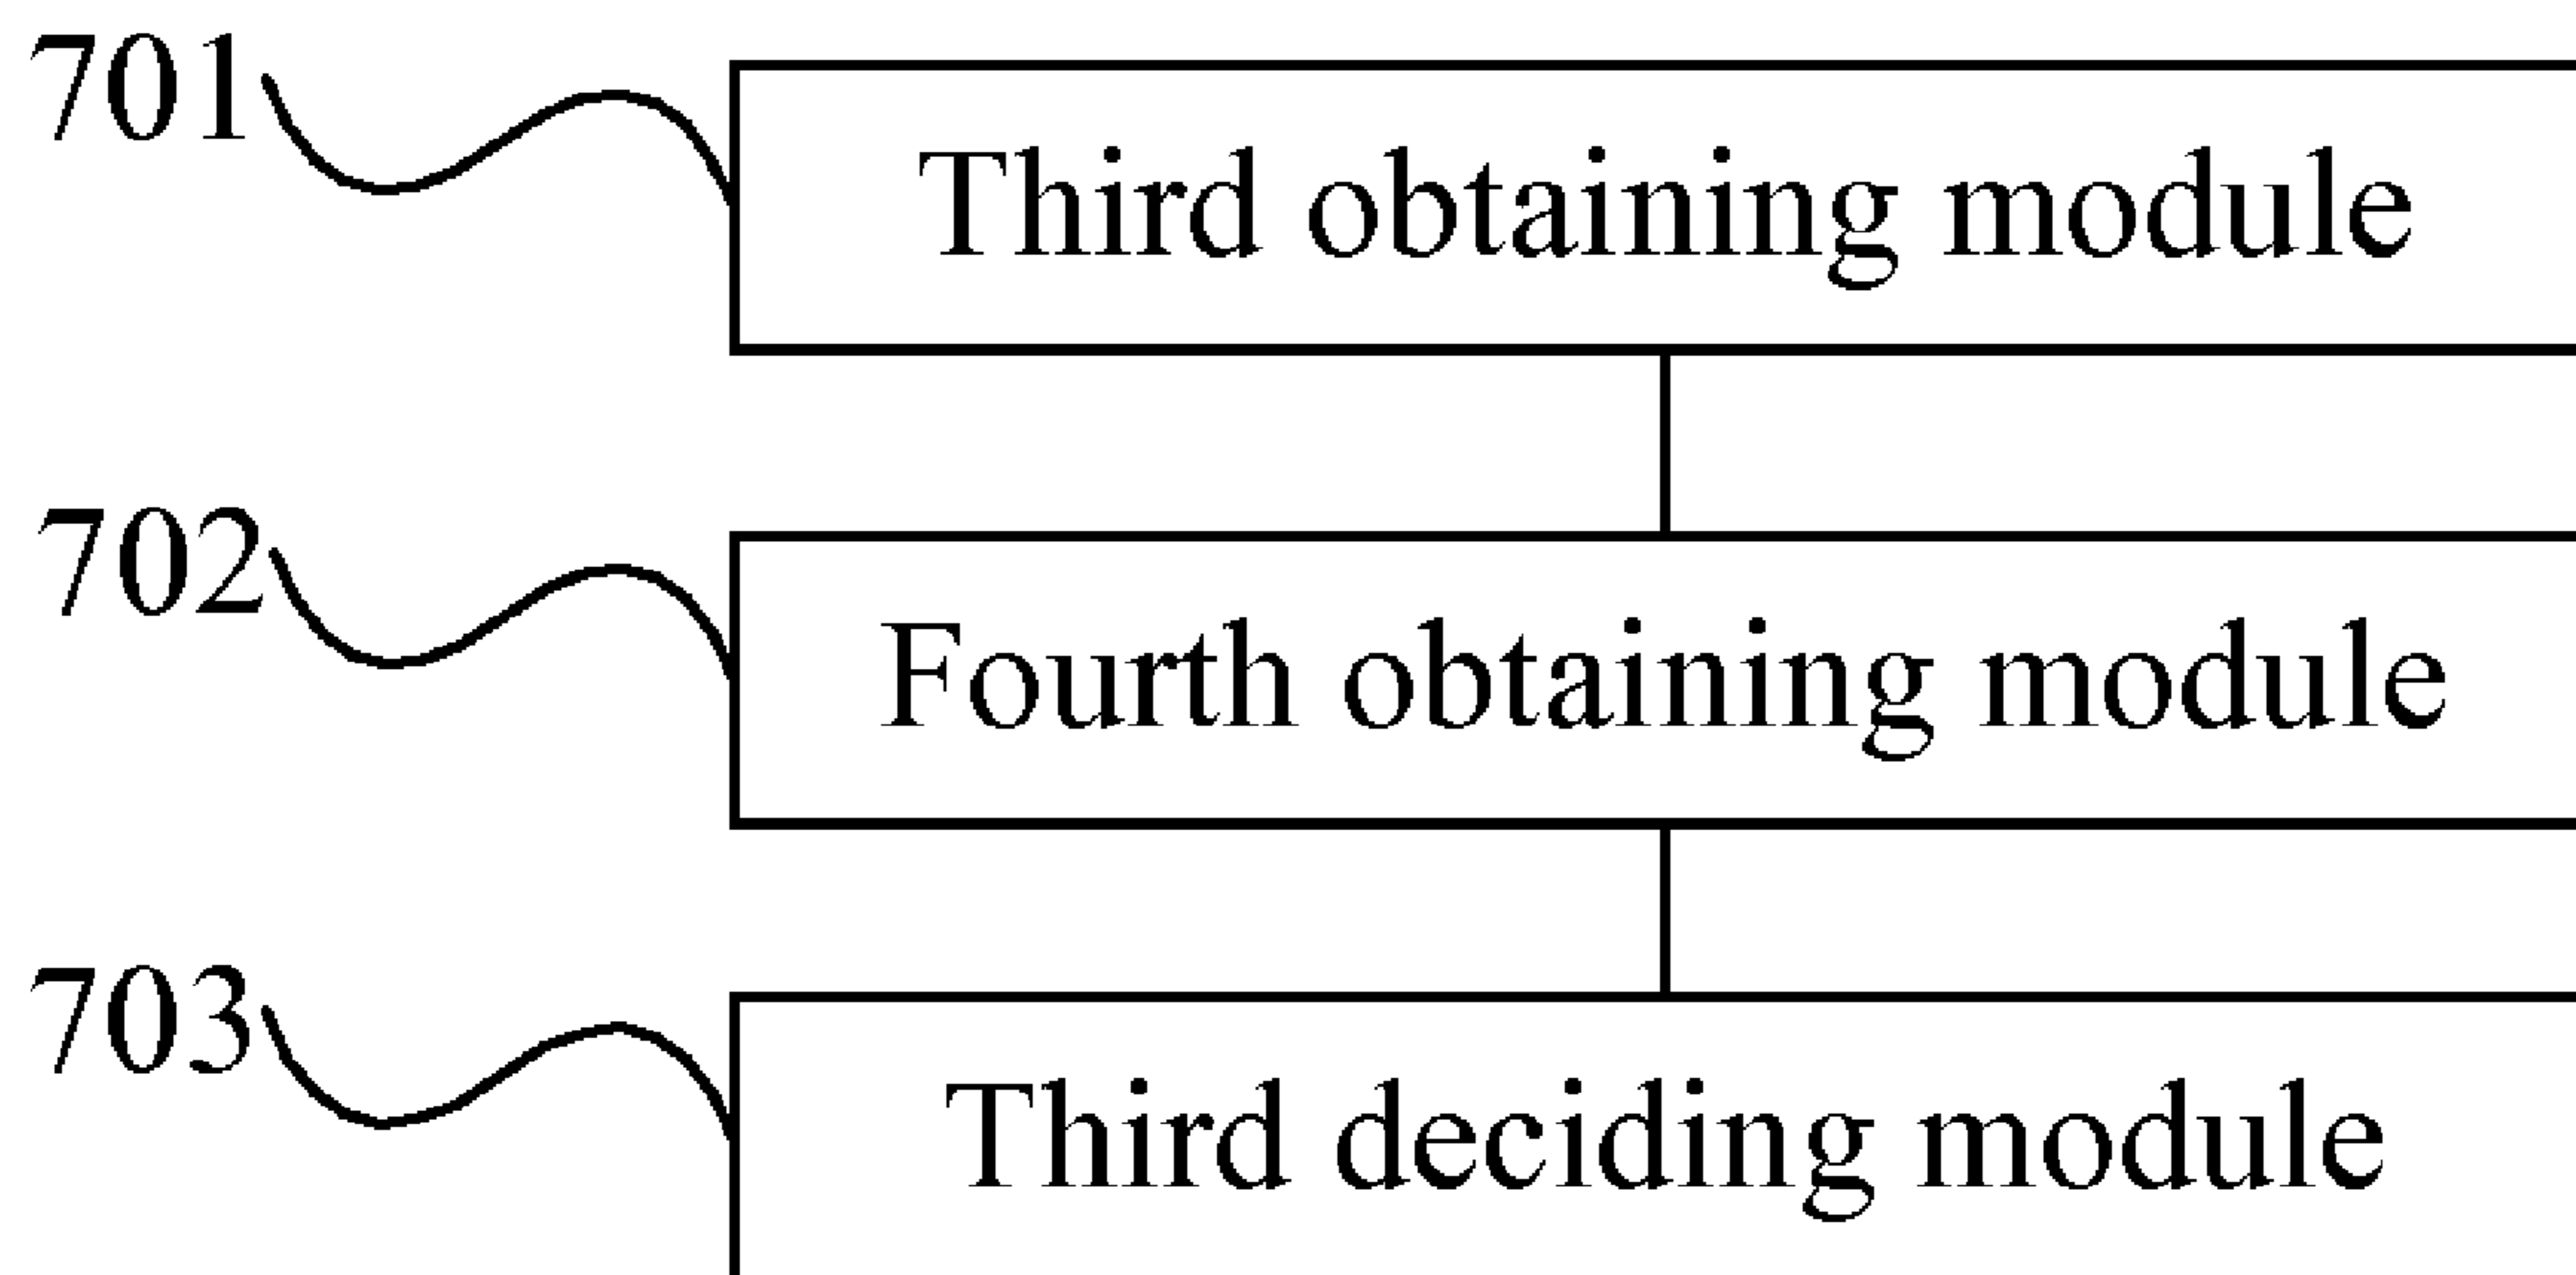 701
Third obtaining module
702
Fourth obtaining module
703
Third deciding module